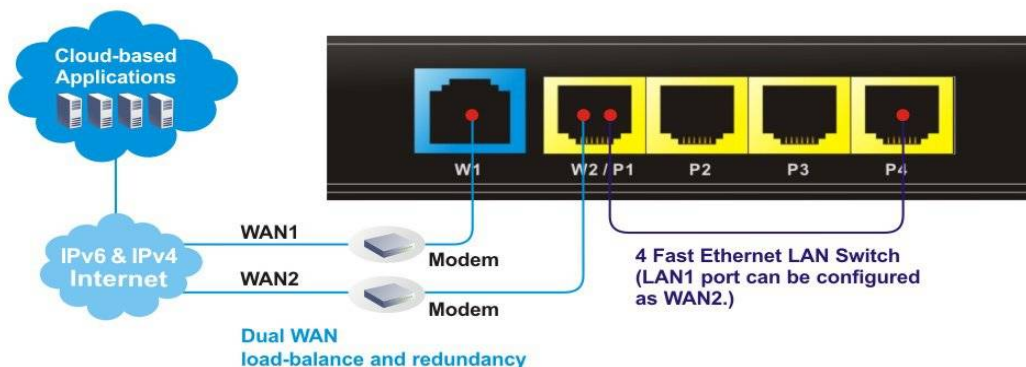 Cloud-based
Applications
W1
W2 / P1
P2
P3
P4
IPv6 & IPv4
Internet
WAN1
Modem
WAN2
Modem
4 Fast Ethernet LAN Switch
(LAN1 port can be configured
as WAN2.)
Dual WAN
load-balance and redundancy